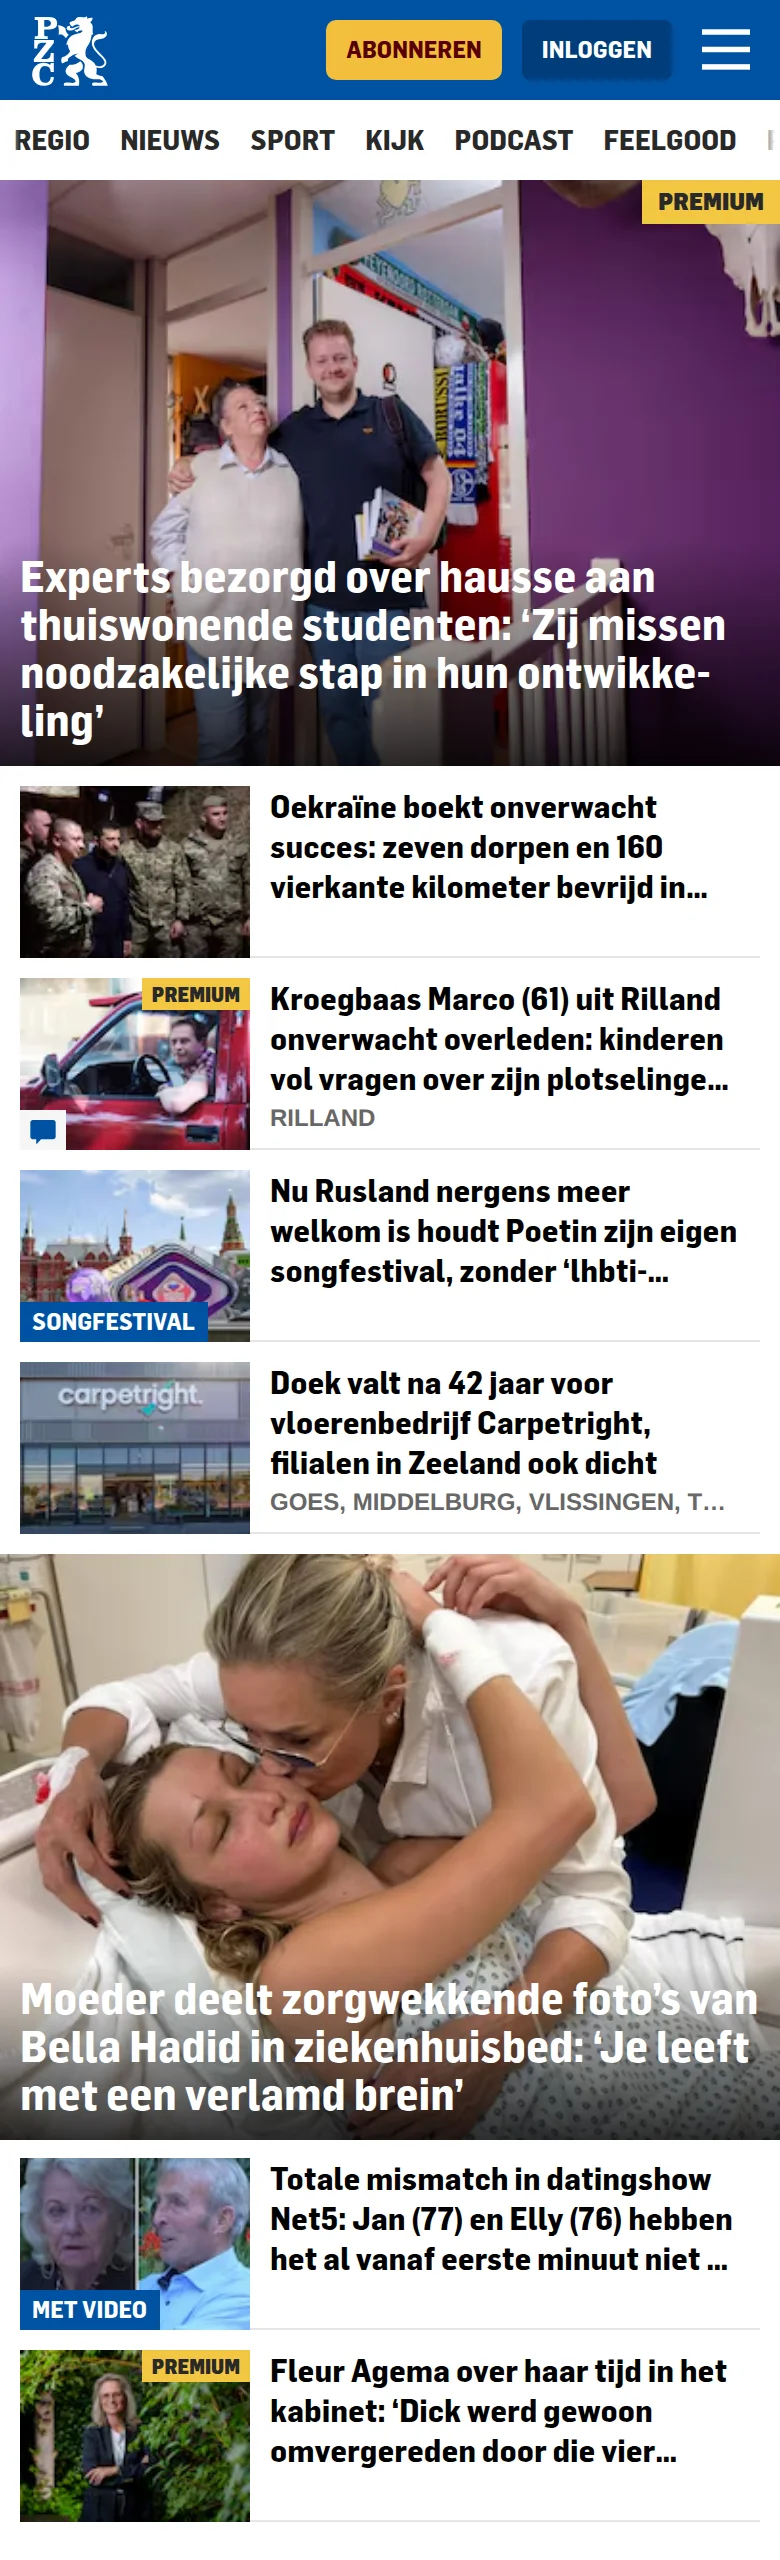 PZC
ABONNEREN
INLOGGEN
REGIO NIEUWS SPORT KIJK PODCAST FEELGOOD
PREMIUM
Experts bezorgd over hausse aan
thuiswonende studenten: ‘Zij missen
noodzakelijke stap in hun ontwikke-
ling’
Oekraïne boekt onverwacht
succes: zeven dorpen en 160
vierkante kilometer bevrijd in...
PREMIUM
Kroegbaas Marco (61) uit Rilland
onverwacht overleden: kinderen
vol vragen over zijn plotselinge...
RILLAND
SONGFESTIVAL
Nu Rusland nergens meer
welkom is houdt Poetin zijn eigen
songfestival, zonder ‘lhbti-...
carpetright.
Doek valt na 42 jaar voor
vloerenbedrijf Carpetright,
filialen in Zeeland ook dicht
GOES, MIDDELBURG, VLISSINGEN, T...
Moeder deelt zorgwekkende foto’s van
Bella Hadid in ziekenhuisbed: ‘Je leeft
met een verlamd brein’
MET VIDEO
Totale mismatch in datingshow
Net5: Jan (77) en Elly (76) hebben
het al vanaf eerste minuut niet ...
PREMIUM
Fleur Agema over haar tijd in het
kabinet: ‘Dick werd gewoon
omvergereden door die vier...